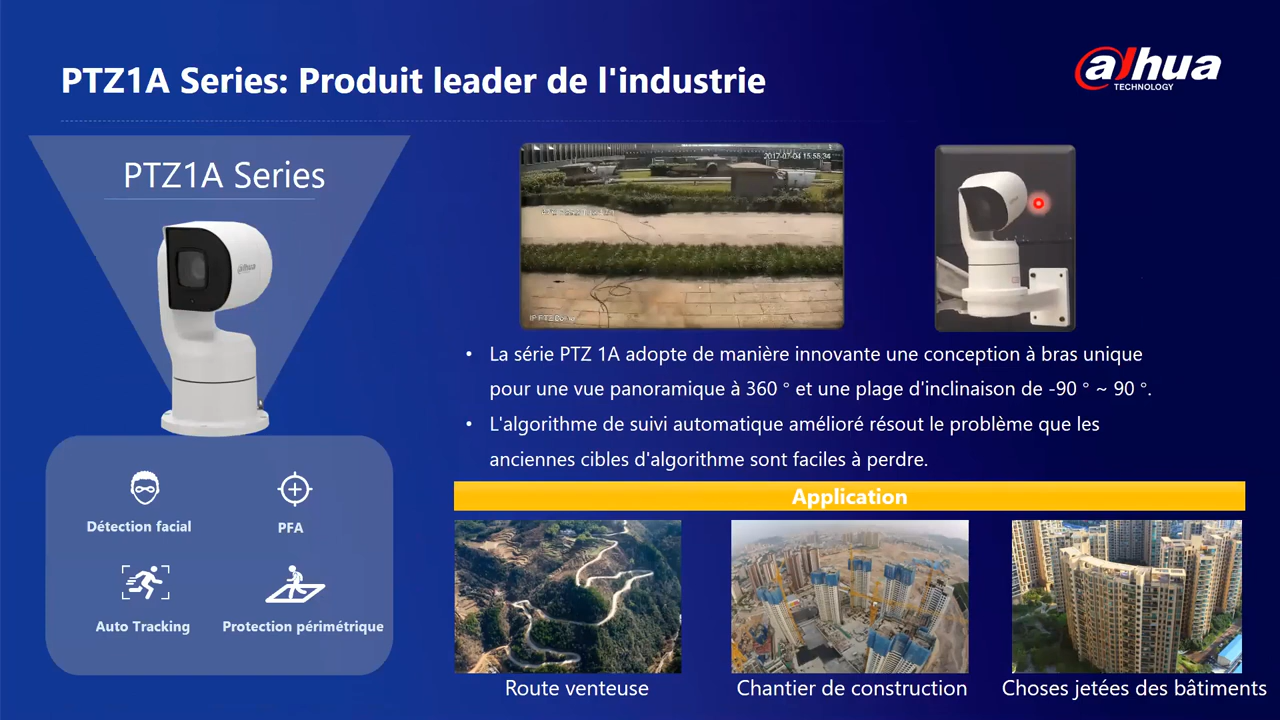 PTZ1A Series: Produit leader de l'industrie
alhua
TECHNOLOGY
PTZ1A Series
alhua
2017-07-04 15:55:34
La série PTZ 1A adopte de manière innovante une conception à bras unique
pour une vue panoramique à 360 ° et une plage d'inclinaison de -90 ° ~ 90 °.
• L'algorithme de suivi automatique amélioré résout le problème que les
anciennes cibles d'algorithme sont faciles à perdre.
Détection facial
PFA
Auto Tracking
Protection périmétrique
Application
Route venteuse
Chantier de construction
Choses jetées des bâtiments